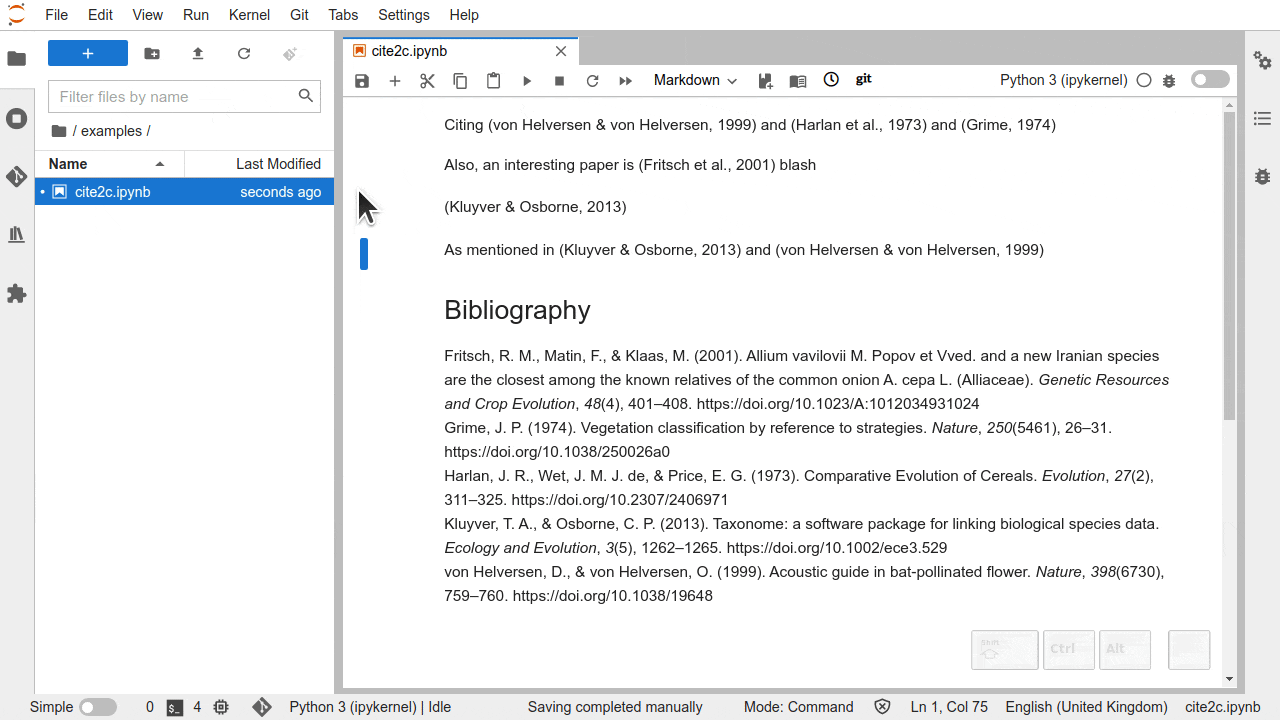 File Edit View Run Kernel Git Tabs Settings Help
+
Filter files by name
/ examples /
Name Last Modified
cite2c.ipynb seconds ago
cite2c.ipynb
Markdown git Python 3 (ipykernel)
Citing (von Helversen & von Helversen, 1999) and (Harlan et al., 1973) and (Grime, 1974)
Also, an interesting paper is (Fritsch et al., 2001) blash
(Kluyver & Osborne, 2013)
As mentioned in (Kluyver & Osborne, 2013) and (von Helversen & von Helversen, 1999)
Bibliography
Fritsch, R. M., Matin, F., & Klaas, M. (2001). Allium vavilovii M. Popov et Vved. and a new Iranian species
are the closest among the known relatives of the common onion A. cepa L. (Alliaceae). Genetic Resources
and Crop Evolution, 48(4), 401–408. https://doi.org/10.1023/A:1012034931024
Grime, J. P. (1974). Vegetation classification by reference to strategies. Nature, 250(5461), 26–31.
https://doi.org/10.1038/250026a0
Harlan, J. R., Wet, J. M. J. de, & Price, E. G. (1973). Comparative Evolution of Cereals. Evolution, 27(2),
311–325. https://doi.org/10.2307/2406971
Kluyver, T. A., & Osborne, C. P. (2013). Taxonome: a software package for linking biological species data.
Ecology and Evolution, 3(5), 1262–1265. https://doi.org/10.1002/ece3.529
von Helversen, D., & von Helversen, O. (1999). Acoustic guide in bat-pollinated flower. Nature, 398(6730),
759–760. https://doi.org/10.1038/19648
Shift Ctrl Alt
Simple 0 $_ 4 Python 3 (ipykernel) | Idle Saving completed manually Mode: Command Ln 1, Col 75 English (United Kingdom) cite2c.ipynb